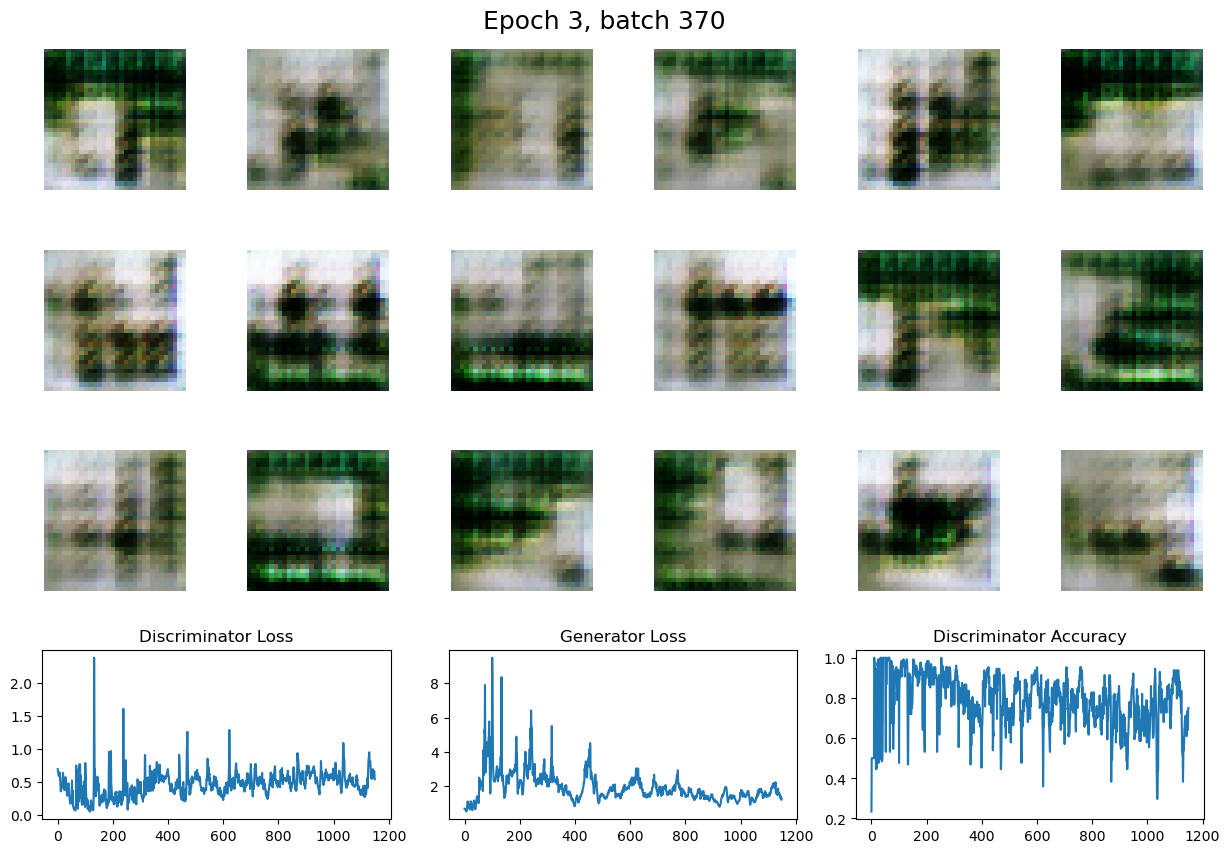 Epoch 3, batch 370
Discriminator Loss
Generator Loss
Discriminator Accuracy
2.0
1.5
1.0
0.5
0.0
0 200 400 600 800 1000 1200
8
6
4
2
0 200 400 600 800 1000 1200
1.0
0.8
0.6
0.4
0.2
0 200 400 600 800 1000 1200